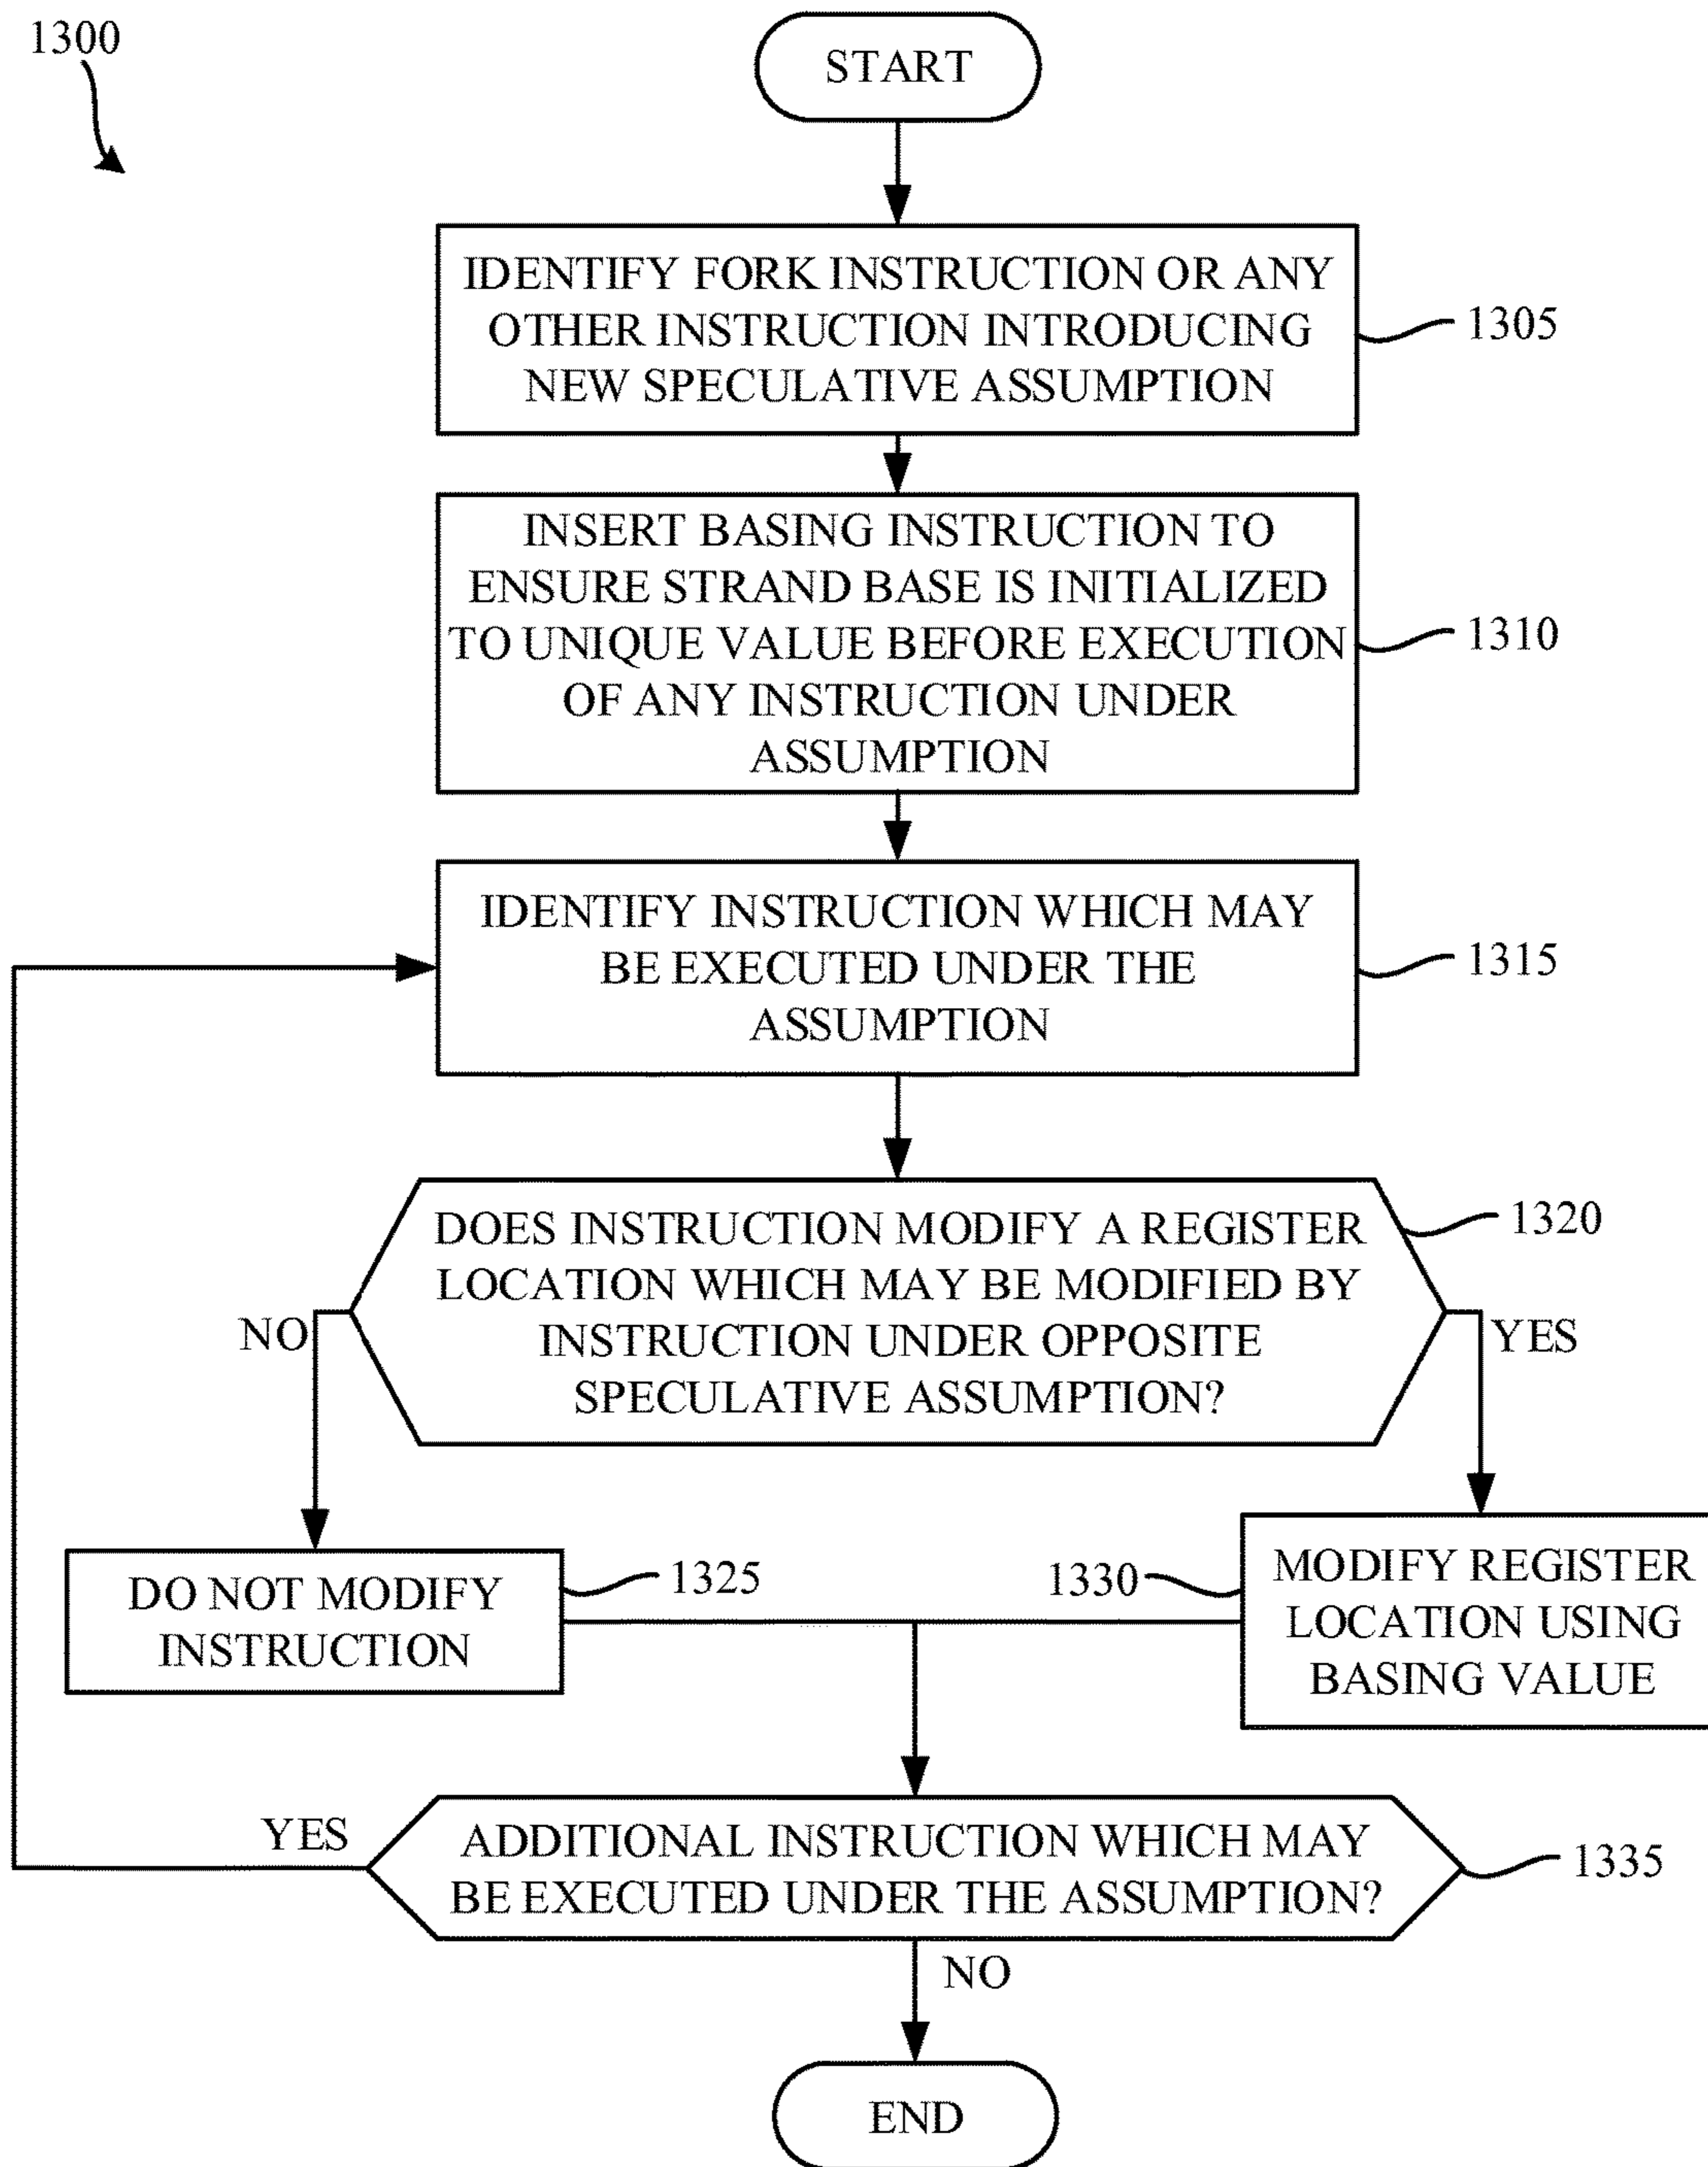 1300
START
IDENTIFY FORK INSTRUCTION OR ANY
OTHER INSTRUCTION INTRODUCING
NEW SPECULATIVE ASSUMPTION
1305
INSERT BASING INSTRUCTION TO
ENSURE STRAND BASE IS INITIALIZED
TO UNIQUE VALUE BEFORE EXECUTION
OF ANY INSTRUCTION UNDER
ASSUMPTION
1310
IDENTIFY INSTRUCTION WHICH MAY
BE EXECUTED UNDER THE
ASSUMPTION
1315
DOES INSTRUCTION MODIFY A REGISTER
LOCATION WHICH MAY BE MODIFIED BY
INSTRUCTION UNDER OPPOSITE
SPECULATIVE ASSUMPTION?
1320
NO
YES
DO NOT MODIFY
INSTRUCTION
1325
1330
MODIFY REGISTER
LOCATION USING
BASING VALUE
YES
ADDITIONAL INSTRUCTION WHICH MAY
BE EXECUTED UNDER THE ASSUMPTION?
1335
NO
END